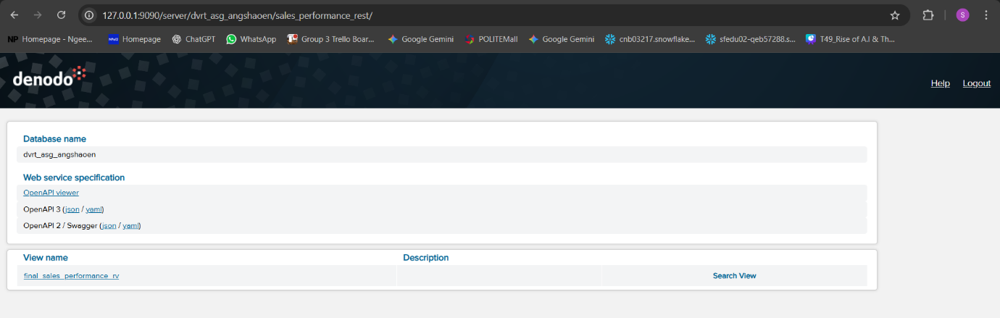 127.0.0.1:9090/server/dvrt_asg_angshaoen/sales_performance_rest/
S
NP Homepage - Ngee... Homepage ChatGPT WhatsApp Group 3 Trello Boar... Google Gemini POLITEMall Google Gemini cnb03217.snowflake... sfedu02-qeb57288.s... T49_Rise of A.I & Th...
denodo
Help Logout
Database name
dvrt_asg_angshaoen
Web service specification
OpenAPI viewer
OpenAPI 3 (json / yaml)
OpenAPI 2 / Swagger (json / yaml)
View name Description
final_sales_performance_rv Search View